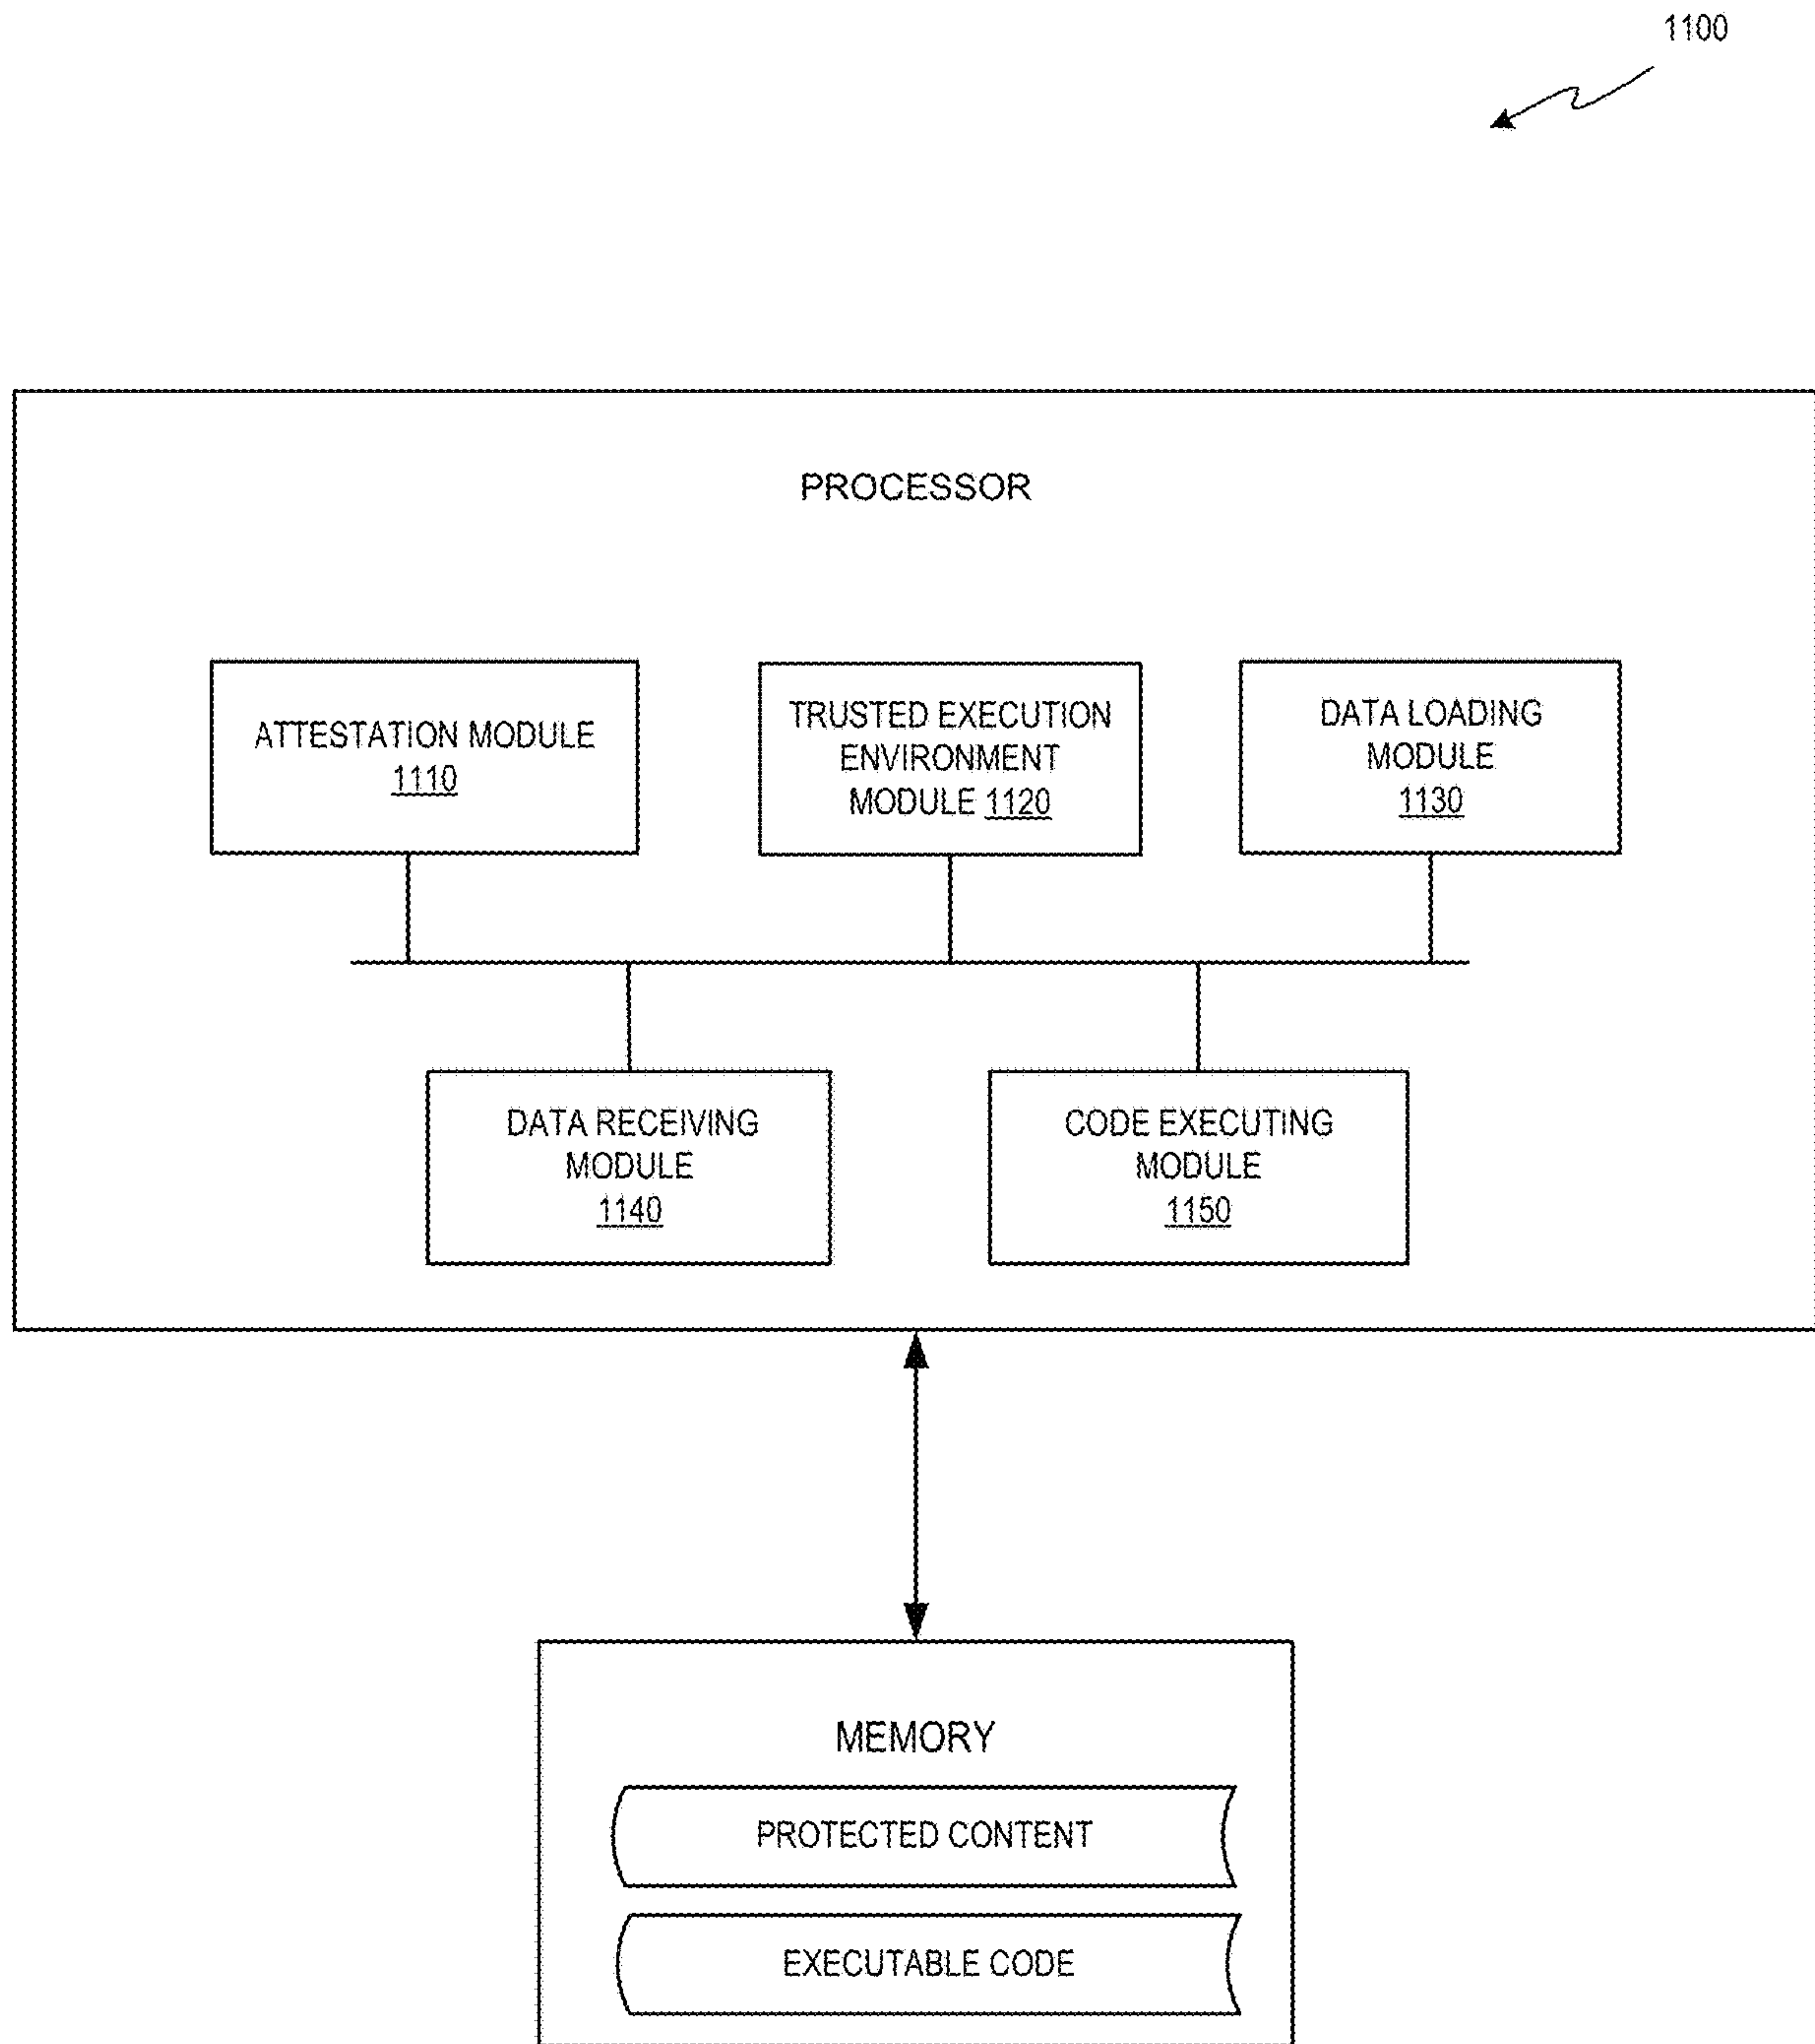 1100
PROCESSOR
ATTESTATION MODULE
1110
TRUSTED EXECUTION
ENVIRONMENT
MODULE 1120
DATA LOADING
MODULE
1130
DATA RECEIVING
MODULE
1140
CODE EXECUTING
MODULE
1150
MEMORY
PROTECTED CONTENT
EXECUTABLE CODE